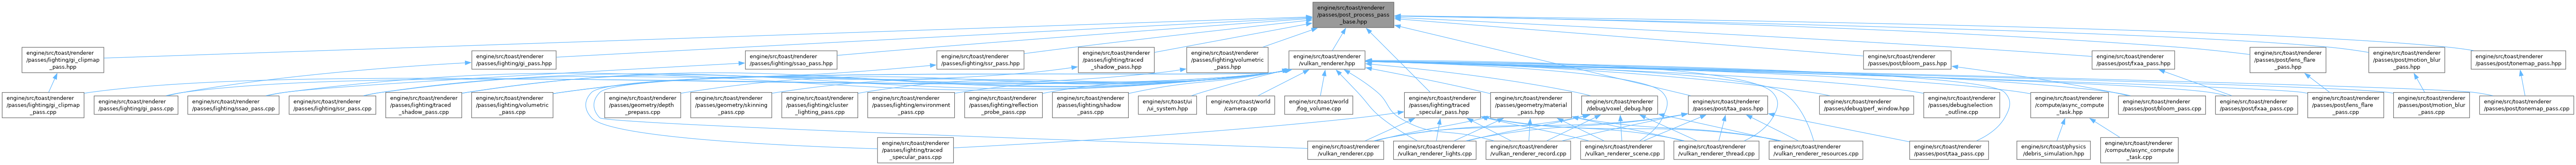 engine/src/toast/renderer
/passes/post_process_pass
_base.hpp
engine/src/toast/renderer
/passes/lighting/gi_clipmap
_pass.hpp
engine/src/toast/renderer
/passes/lighting/gi_pass.hpp
engine/src/toast/renderer
/passes/lighting/ssao_pass.hpp
engine/src/toast/renderer
/passes/lighting/ssr_pass.hpp
engine/src/toast/renderer
/passes/lighting/traced
_shadow_pass.hpp
engine/src/toast/renderer
/passes/lighting/volumetric
_pass.hpp
engine/src/toast/renderer
/vulkan_renderer.hpp
engine/src/toast/renderer
/passes/post/bloom_pass.hpp
engine/src/toast/renderer
/passes/post/fxaa_pass.hpp
engine/src/toast/renderer
/passes/post/lens_flare
_pass.hpp
engine/src/toast/renderer
/passes/post/motion_blur
_pass.hpp
engine/src/toast/renderer
/passes/post/tonemap_pass.hpp
engine/src/toast/renderer
/passes/lighting/gi_clipmap
_pass.cpp
engine/src/toast/renderer
/passes/lighting/gi_pass.cpp
engine/src/toast/renderer
/passes/lighting/ssao_pass.cpp
engine/src/toast/renderer
/passes/lighting/ssr_pass.cpp
engine/src/toast/renderer
/passes/lighting/traced
_shadow_pass.cpp
engine/src/toast/renderer
/passes/lighting/volumetric
_pass.cpp
engine/src/toast/renderer
/passes/geometry/depth
_prepass.cpp
engine/src/toast/renderer
/passes/geometry/skinning
_pass.cpp
engine/src/toast/renderer
/passes/lighting/cluster
_lighting_pass.cpp
engine/src/toast/renderer
/passes/lighting/environment
_pass.cpp
engine/src/toast/renderer
/passes/lighting/reflection
_probe_pass.cpp
engine/src/toast/renderer
/passes/lighting/shadow
_pass.cpp
engine/src/toast/ui
/ui_system.hpp
engine/src/toast/world
/camera.cpp
engine/src/toast/world
/fog_volume.cpp
engine/src/toast/renderer
/passes/lighting/traced
_specular_pass.hpp
engine/src/toast/renderer
/passes/geometry/material
_pass.hpp
engine/src/toast/renderer
/debug/voxel_debug.hpp
engine/src/toast/renderer
/passes/post/taa_pass.hpp
engine/src/toast/renderer
/passes/debug/perf_window.hpp
engine/src/toast/renderer
/passes/debug/selection
_outline.cpp
engine/src/toast/renderer
/compute/async_compute
_task.hpp
engine/src/toast/renderer
/passes/post/bloom_pass.cpp
engine/src/toast/renderer
/passes/post/fxaa_pass.cpp
engine/src/toast/renderer
/passes/post/lens_flare
_pass.cpp
engine/src/toast/renderer
/passes/post/motion_blur
_pass.cpp
engine/src/toast/renderer
/passes/post/tonemap_pass.cpp
engine/src/toast/renderer
/passes/lighting/traced
_specular_pass.cpp
engine/src/toast/renderer
/vulkan_renderer.cpp
engine/src/toast/renderer
/vulkan_renderer_lights.cpp
engine/src/toast/renderer
/vulkan_renderer_record.cpp
engine/src/toast/renderer
/vulkan_renderer_scene.cpp
engine/src/toast/renderer
/vulkan_renderer_thread.cpp
engine/src/toast/renderer
/vulkan_renderer_resources.cpp
engine/src/toast/renderer
/passes/post/taa_pass.cpp
engine/src/toast/physics
/debris_simulation.hpp
engine/src/toast/renderer
/compute/async_compute
_task.cpp